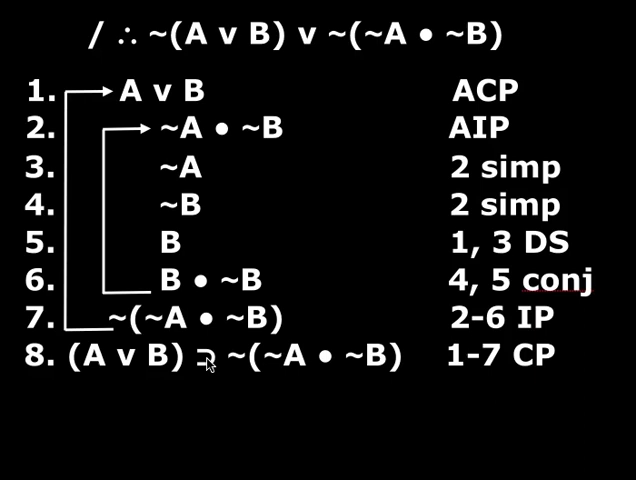 / ∴ ~(A v B) v ~(~A • ~B)
1. A v B ACP
2. ~A • ~B AIP
3. ~A 2 simp
4. ~B 2 simp
5. B 1, 3 DS
6. B • ~B 4, 5 conj
7. ~(~A • ~B) 2-6 IP
8. (A v B) ⊃ ~(~A • ~B) 1-7 CP